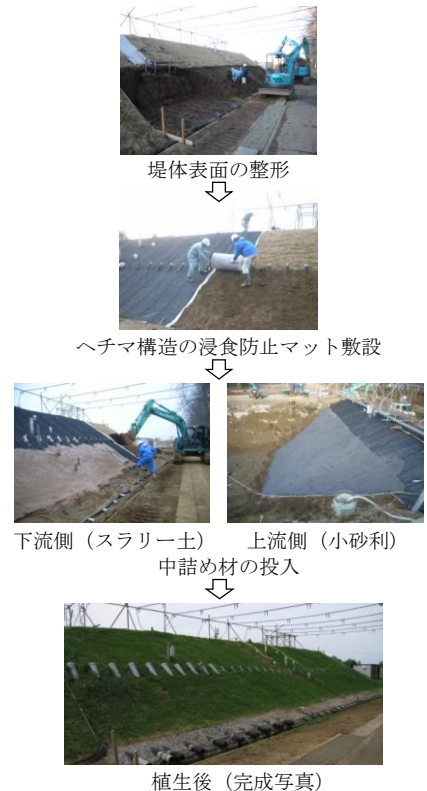 堤体表面の整形
ヘチマ構造の浸食防止マット敷設
下流側（スラリー土）
上流側（小砂利）
中詰め材の投入
植生後（完成写真）